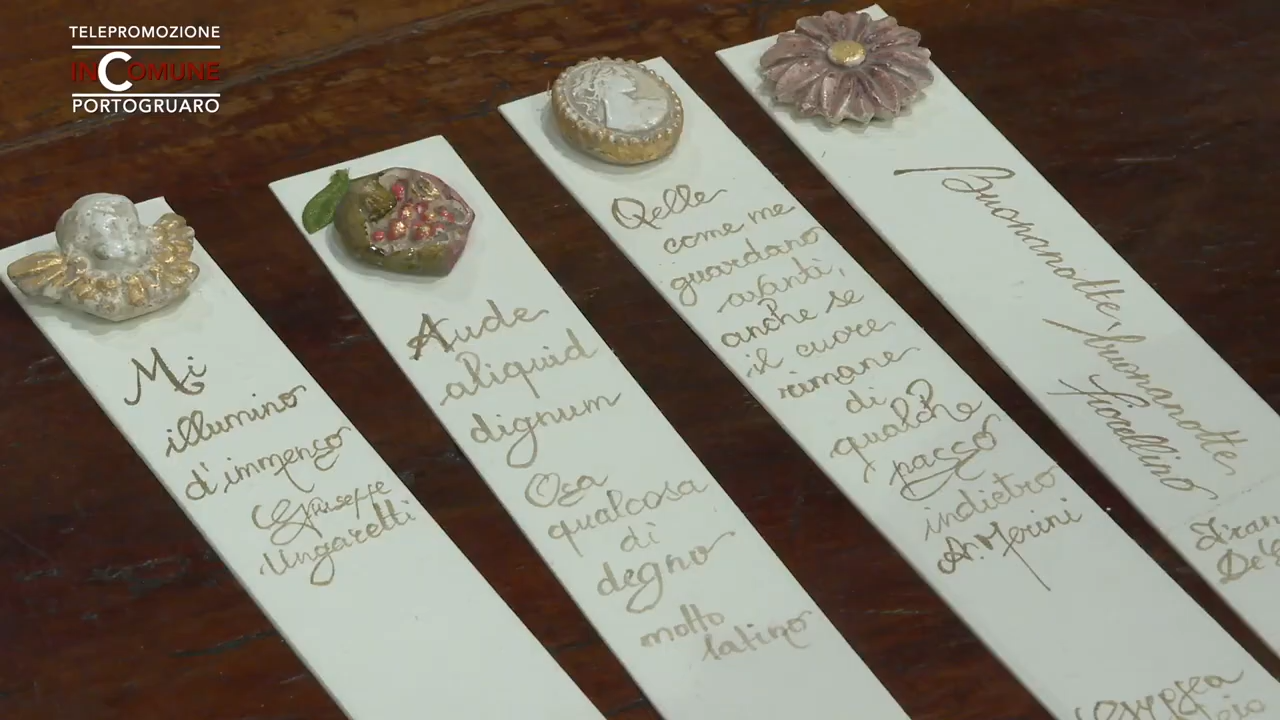 TELEPROMOZIONE
INCOMUNE
PORTOGRUARO
Mi
illumino
d'immenso
Giuseppe
Ungaretti
Aude
aliquid
dignum
Osa
qualcosa
di
degno
motto
latino
Qelle
come me
guardano
avanti,
anche se
il cuore
rimane
di
qualche
passo
indietro
A. Merini
Buonanotte,
buonanotte
fiorellino